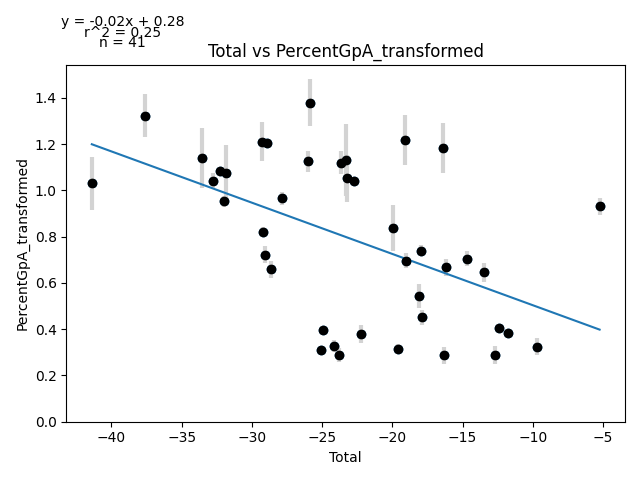 y = -0.02x + 0.28
r^2 = 0.25
n = 41
Total vs PercentGpA_transformed
PercentGpA_transformed
1.4
1.2
1.0
0.8
0.6
0.4
0.2
0.0
−40
−35
−30
−25
−20
−15
−10
−5
Total